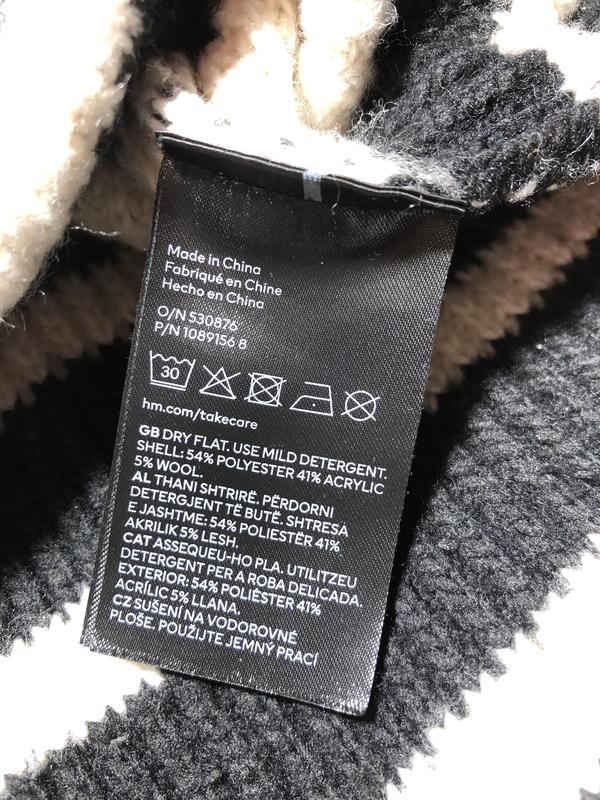 Made in China
Fabriqué en Chine
Hecho en China
O/N 530876
P/N 1089156 8
30
hm.com/takecare
GB DRY FLAT. USE MILD DETERGENT.
SHELL: 54% POLYESTER 41% ACRYLIC
5% WOOL.
AL THANI SHTRIRË. PËRDORNI
DETERGJENT TË BUTË. SHTRESA
E JASHTME: 54% POLIESTËR 41%
AKRILIK 5% LESH.
CAT ASSEQUEU-HO PLA. UTILITZEU
DETERGENT PER A ROBA DELICADA.
EXTERIOR: 54% POLIÈSTER 41%
ACRÍLIC 5% LLANA.
CZ SUŠENÍ NA VODOROVNÉ
PLOŠE. POUŽIJTE JEMNÝ PRACÍ